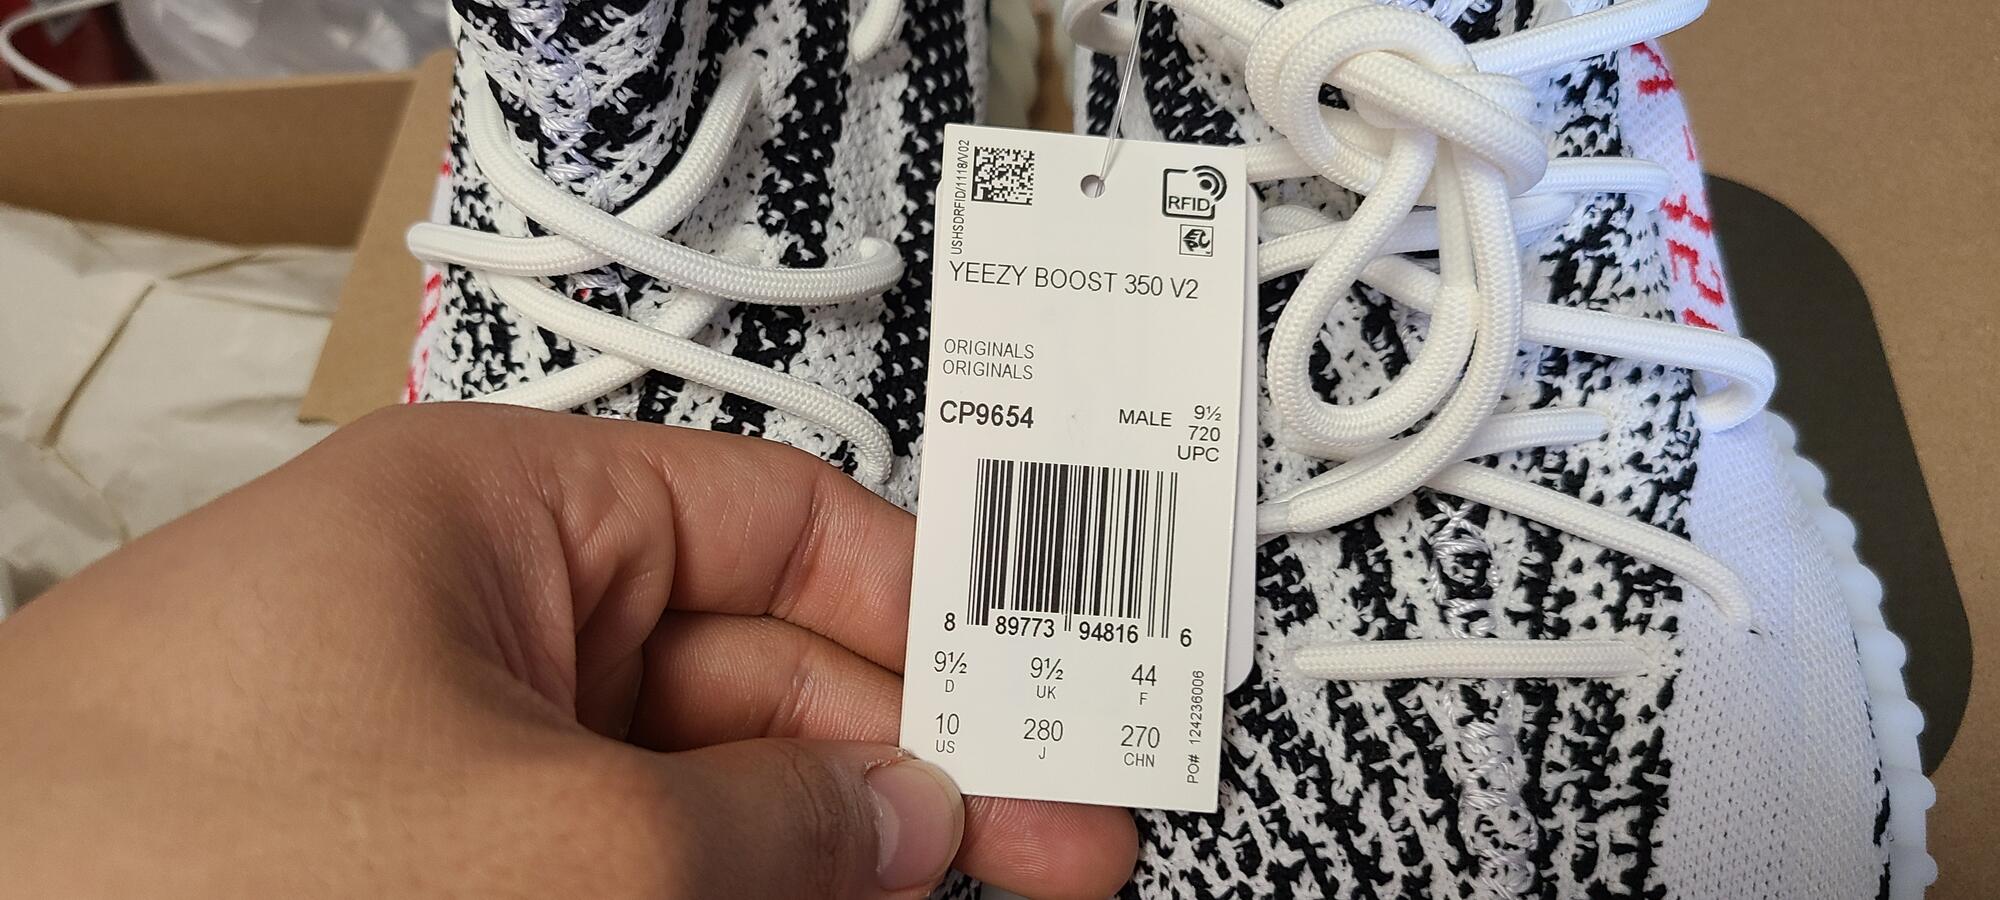 USHSDRFID/1118/V02
RFID
EPC
YEEZY BOOST 350 V2
ORIGINALS
ORIGINALS
CP9654
MALE 9½
720
UPC
8 89773 94816 6
9½ 9½ 44
D UK F
10 280 270
US J CHN
PO# 124236006